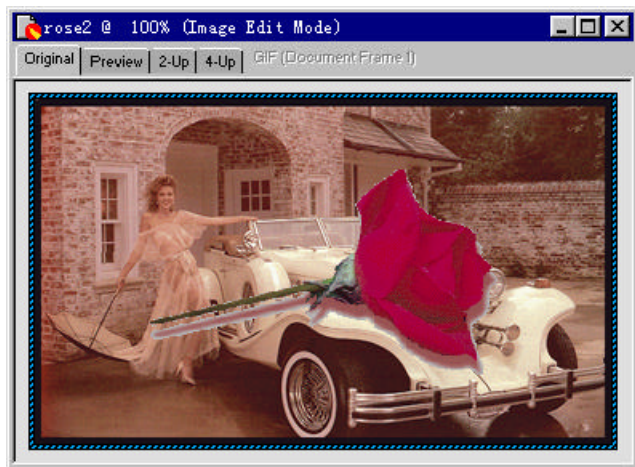 rose2 @ 100% (Image Edit Mode)
Original Preview 2-Up 4-Up GIF (Document Frame 1)